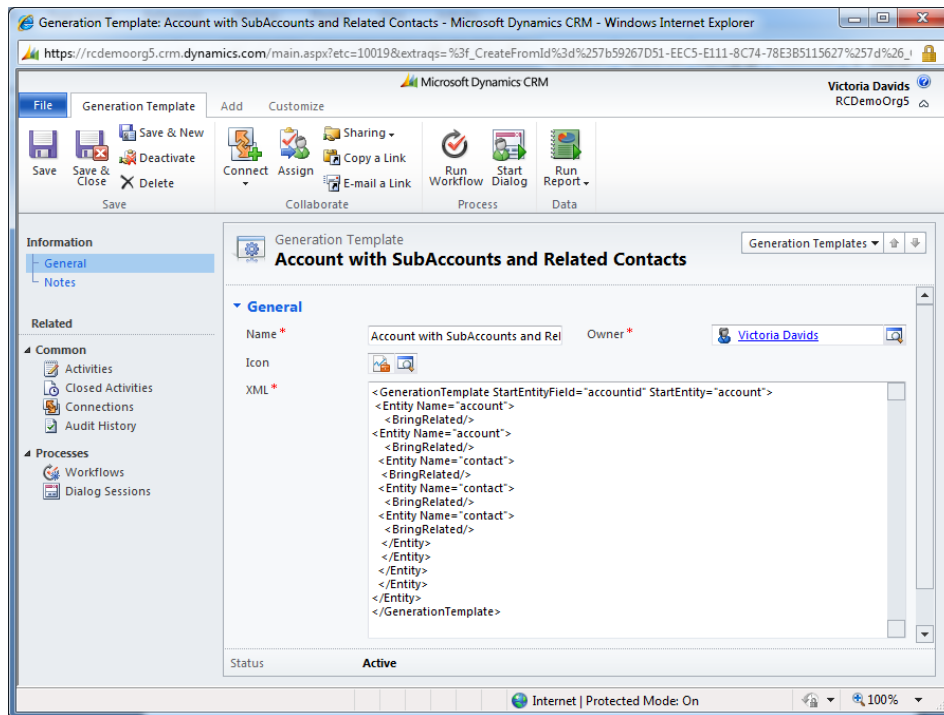 Generation Template: Account with SubAccounts and Related Contacts - Microsoft Dynamics CRM - Windows Internet Explorer
https://rcdemoorg5.crm.dynamics.com/main.aspx?etc=10019&extraqs=%3f_CreateFromId%3d%257b59267D51-EEC5-E111-8C74-78E3B5115627%257d%26_
Microsoft Dynamics CRM
Victoria Davids
RCDemoOrg5
File Generation Template Add Customize
Save
Save & Close
Save & New
Deactivate
Delete
Save
Connect
Assign
Sharing
Copy a Link
E-mail a Link
Collaborate
Run Workflow
Start Dialog
Process
Run Report
Data
Information
General
Notes
Related
Common
Activities
Closed Activities
Connections
Audit History
Processes
Workflows
Dialog Sessions
Generation Template
Account with SubAccounts and Related Contacts
Generation Templates
General
Name * Account with SubAccounts and Rel Owner * Victoria Davids
Icon
XML *
<GenerationTemplate StartEntityField="accountid" StartEntity="account">
<Entity Name="account">
<BringRelated/>
<Entity Name="account">
<BringRelated/>
<Entity Name="contact">
<BringRelated/>
<Entity Name="contact">
<BringRelated/>
<Entity Name="contact">
<BringRelated/>
</Entity>
</Entity>
</Entity>
</Entity>
</Entity>
</GenerationTemplate>
Status Active
Internet | Protected Mode: On 100%